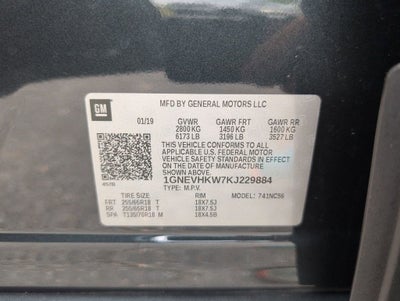 GM
MFD BY GENERAL MOTORS LLC
01/19 GVWR GAWR FRT GAWR RR
2800 KG 1450 KG 1600 KG
6173 LB 3196 LB 3527 LB
THIS VEHICLE CONFORMS TO ALL
APPLICABLE U.S. FEDERAL MOTOR
VEHICLE SAFETY STANDARDS IN EFFECT
ON THE DATE OF MANUFACTURE SHOWN
ABOVE.
1GNEVHKW7KJ229884
TYPE: M.P.V. MODEL: 741NC56
TIRE SIZE RIM
FRT 255/65R18 T 18X7.5J
RR 255/65R18 T 18X7.5J
SPA T135/70R18 M 18X4.5B